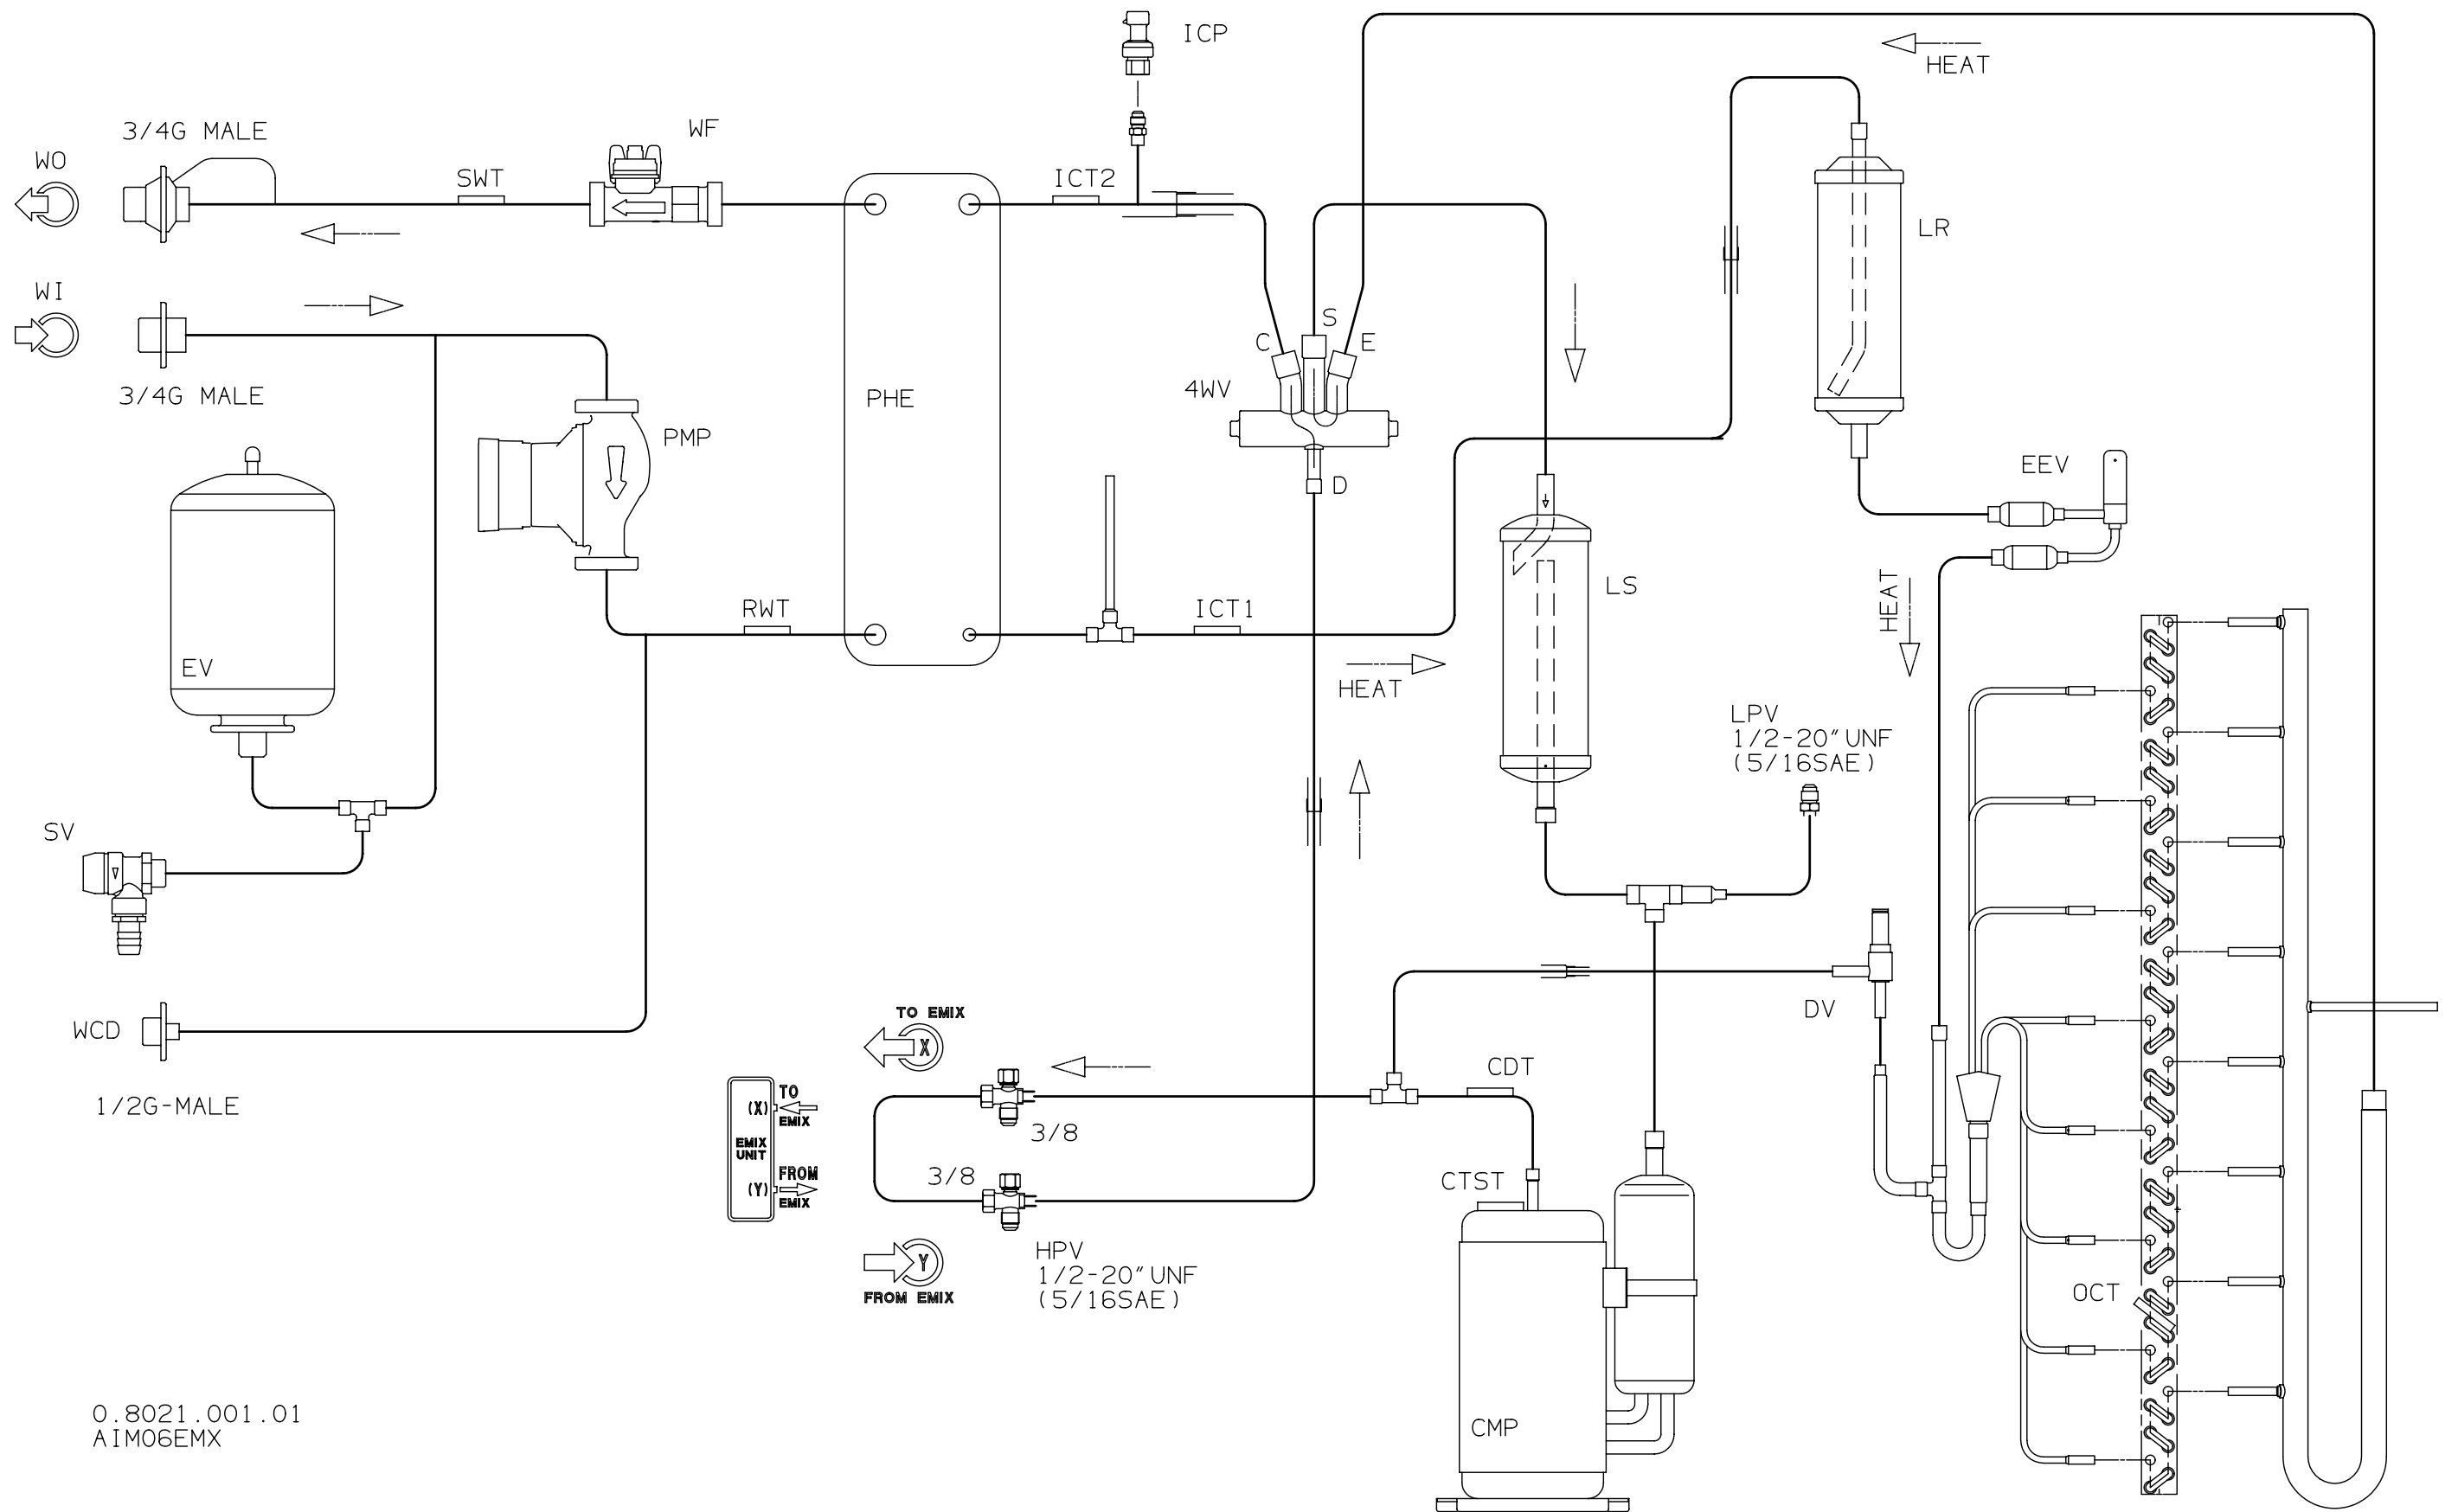 ICP
HEAT
3/4G MALE
WF
WO
SWT
ICT2
LR
WI
S
C
E
3/4G MALE
4WV
PHE
PMP
EEV
D
HEAT
LS
RWT
ICT1
EV
HEAT
LPV
1/2-20" UNF
(5/16SAE)
SV
DV
TO EMIX
X
WCD
CDT
TO
(X)
EMIX
1/2G-MALE
3/8
EMIX
UNIT
FROM
(Y)
EMIX
3/8
CTST
HPV
1/2-20" UNF
(5/16SAE)
Y
FROM EMIX
OCT
CMP
0.8021.001.01
AIM06EMX